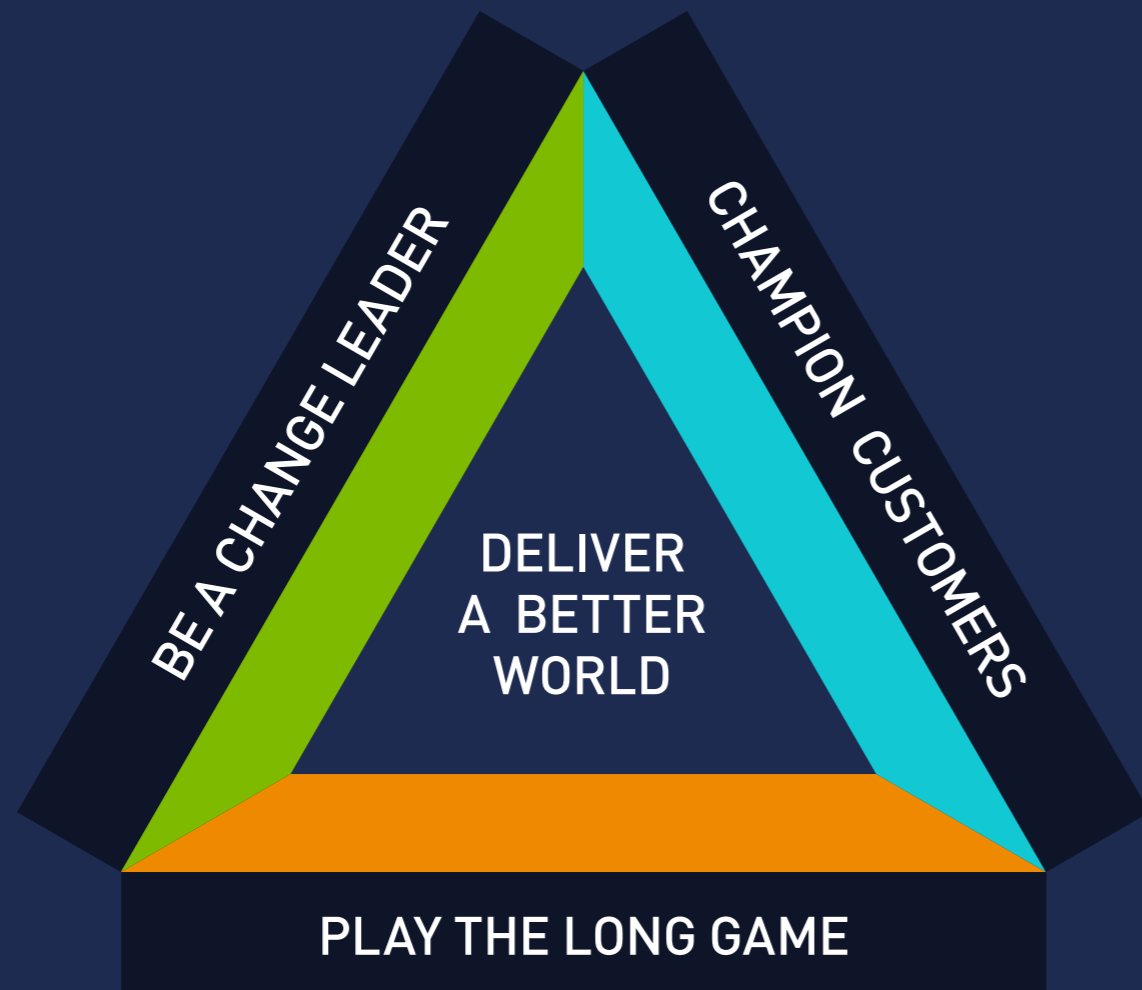 BE A CHANGE LEADER
CHAMPION CUSTOMERS
DELIVER
A BETTER
WORLD
PLAY THE LONG GAME